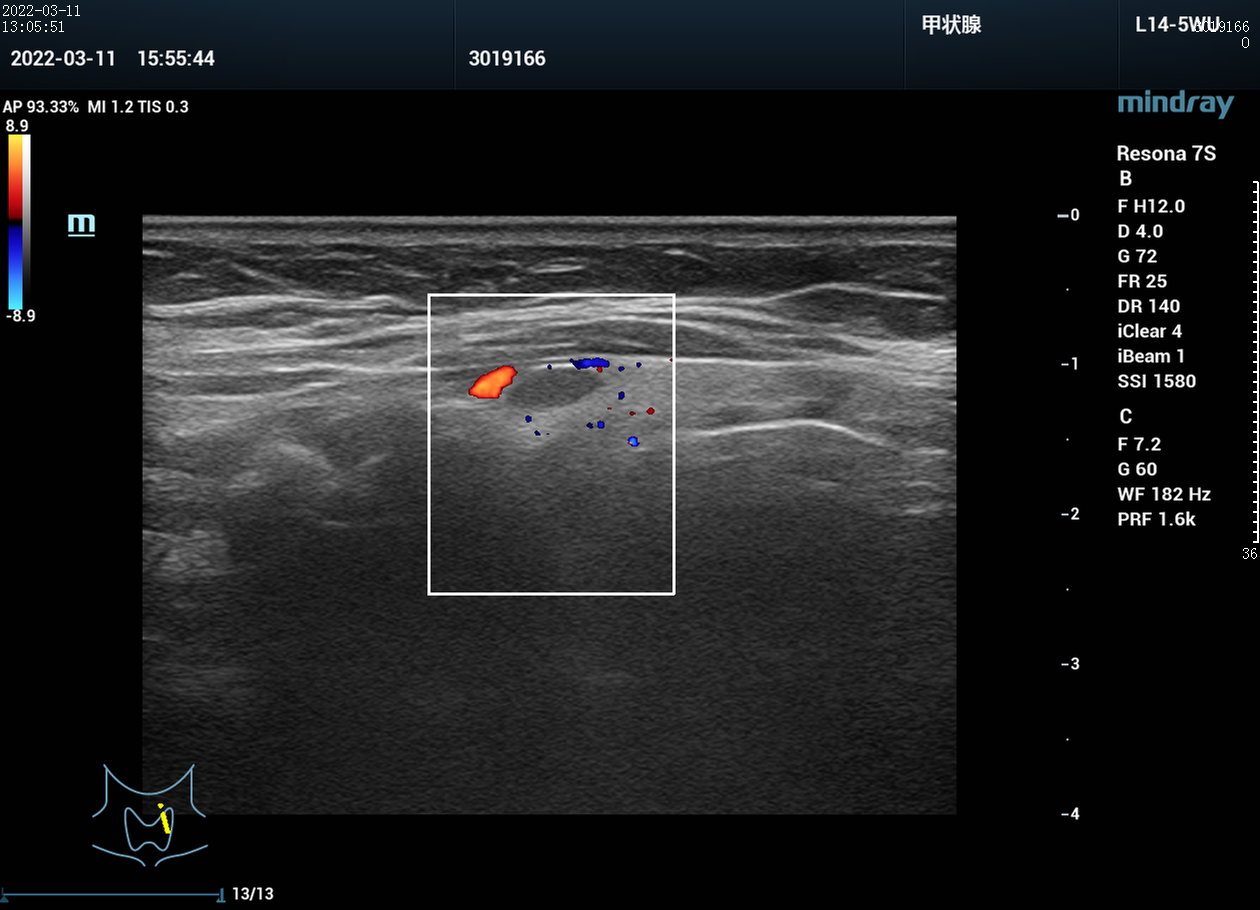 2022-03-11
13:05:51
2022-03-11 15:55:44
3019166
甲状腺
L14-5WU
3019166
0
AP 93.33% MI 1.2 TIS 0.3
8.9
-8.9
m
mindray
Resona 7S
B
F H12.0
D 4.0
G 72
FR 25
DR 140
iClear 4
iBeam 1
SSI 1580
C
F 7.2
G 60
WF 182 Hz
PRF 1.6k
0
-1
-2
-3
-4
36
13/13